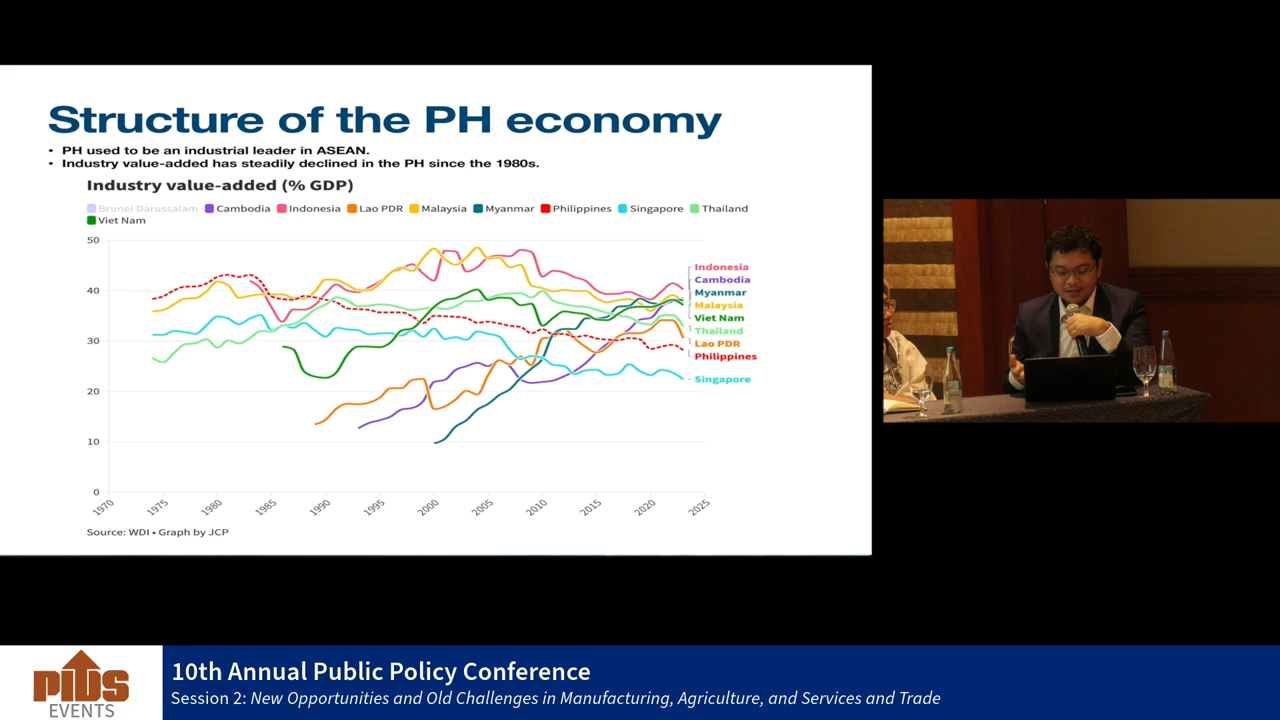 Structure of the PH economy
• PH used to be an industrial leader in ASEAN.
• Industry value-added has steadily declined in the PH since the 1980s.
Industry value-added (% GDP)
Brunei Darussalam Cambodia Indonesia Lao PDR Malaysia Myanmar Philippines Singapore Thailand
Viet Nam
50
40
30
20
10
0
1970 1975 1980 1985 1990 1995 2000 2005 2010 2015 2020 2025
Indonesia
Cambodia
Myanmar
Malaysia
Viet Nam
Thailand
Lao PDR
Philippines
Singapore
Source: WDI • Graph by JCP
PIDS
EVENTS
10th Annual Public Policy Conference
Session 2: New Opportunities and Old Challenges in Manufacturing, Agriculture, and Services and Trade